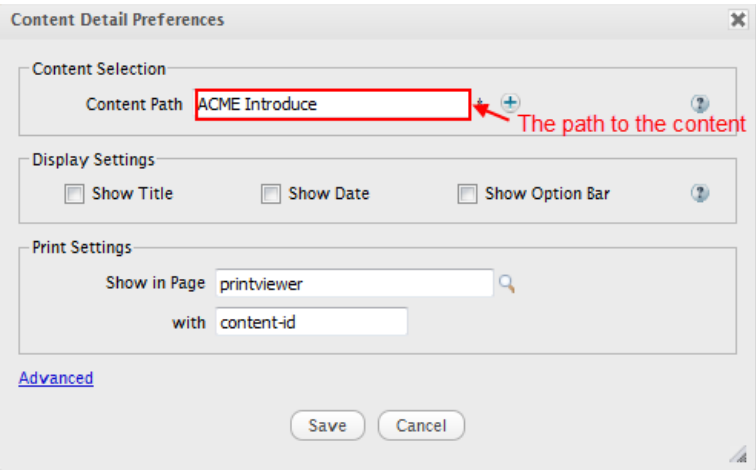 Content Detail Preferences
Content Selection
Content Path ACME Introduce *
The path to the content
Display Settings
Show Title Show Date Show Option Bar
Print Settings
Show in Page printviewer
with content-id
Advanced
Save Cancel